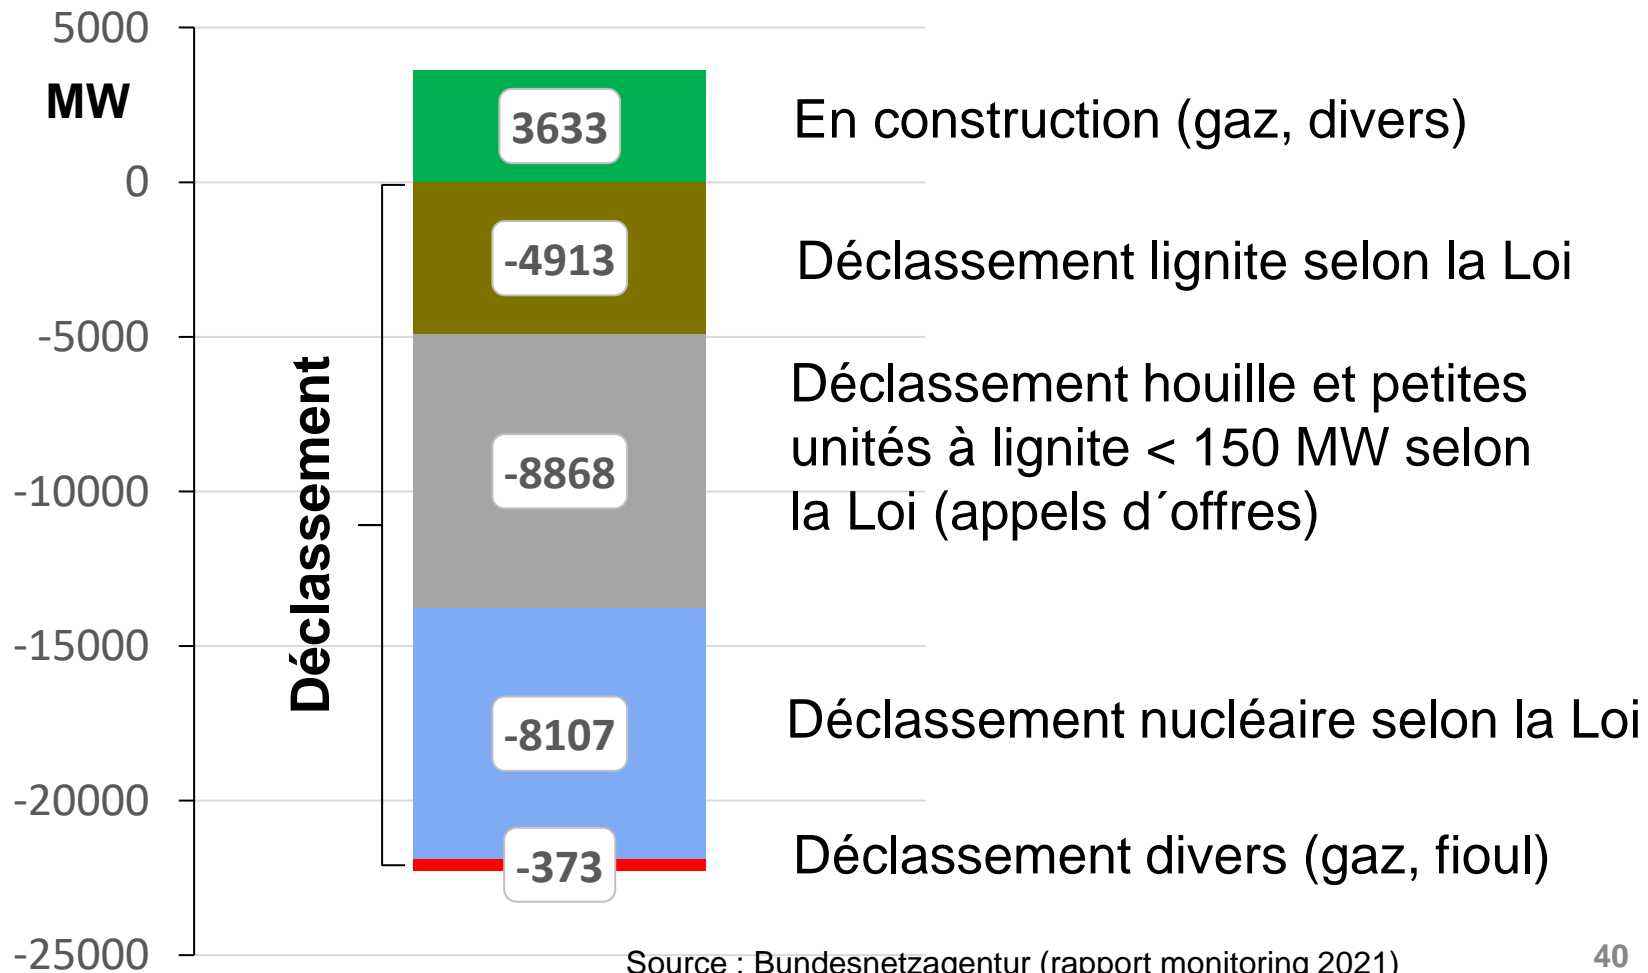 5000
MW
0
-5000
-10000
-15000
-20000
-25000
Déclassement
3633
-4913
-8868
-8107
-373
En construction (gaz, divers)
Déclassement lignite selon la Loi
Déclassement houille et petites
unités à lignite < 150 MW selon
la Loi (appels d´offres)
Déclassement nucléaire selon la Loi
Déclassement divers (gaz, fioul)
Source : Bundesnetzagentur (rapport monitoring 2021)
40